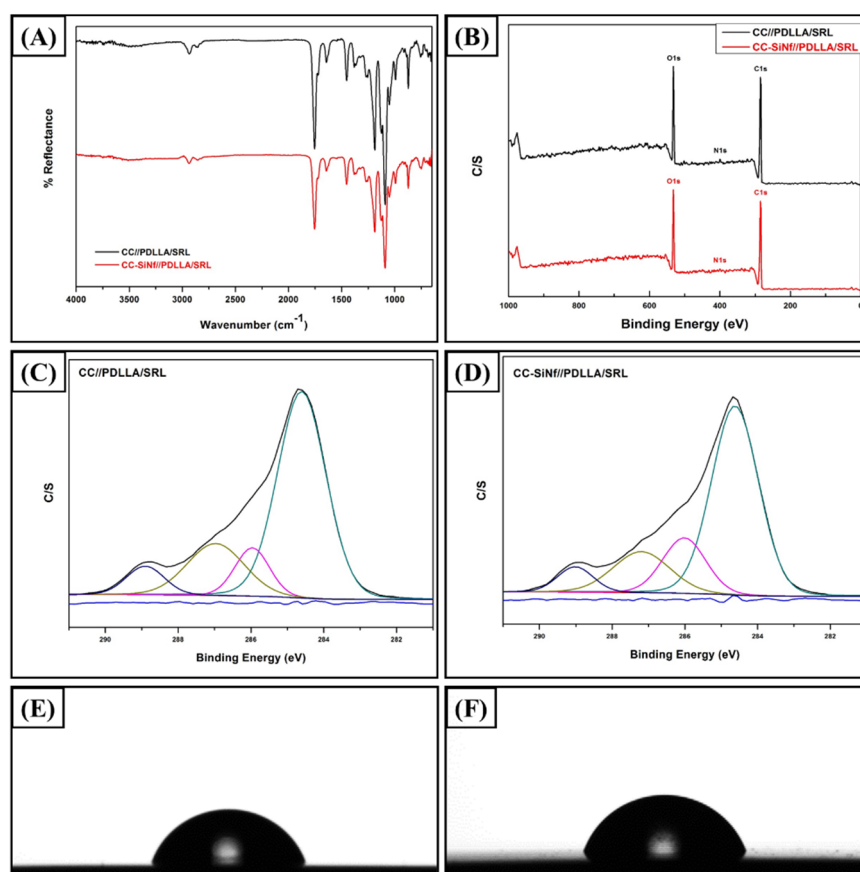 (A)
% Reflectance
CC//PDLLA/SRL
CC-SiNf//PDLLA/SRL
4000 3500 3000 2500 2000 1500 1000
Wavenumber (cm-1)
(B)
CC//PDLLA/SRL
CC-SiNf//PDLLA/SRL
C/S
O1s
C1s
N1s
O1s
C1s
N1s
1000 800 600 400 200 0
Binding Energy (eV)
(C)
CC//PDLLA/SRL
C/S
290 288 286 284 282
Binding Energy (eV)
(D)
CC-SiNf//PDLLA/SRL
C/S
290 288 286 284 282
Binding Energy (eV)
(E)
(F)